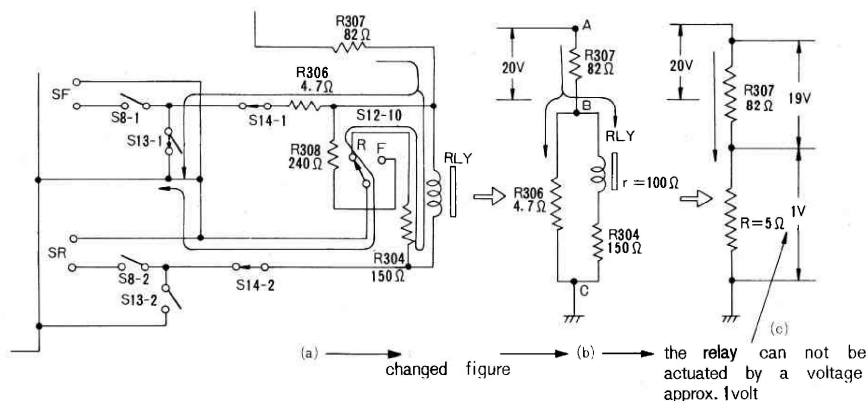 R307
82Ω
R306
4.7Ω
SF
S8-1
S14-1
S12-10
S13-1
R308
240Ω
R
F
RLY
SR
S8-2
S14-2
S13-2
R304
150Ω
A
20V
R307
82Ω
B
RLY
R306
4.7Ω
r=100Ω
R304
150Ω
C
20V
R307
82Ω
19V
R=5Ω
1V
(a)
changed figure
(b)
(c)
the relay can not be
actuated by a voltage
approx. 1volt